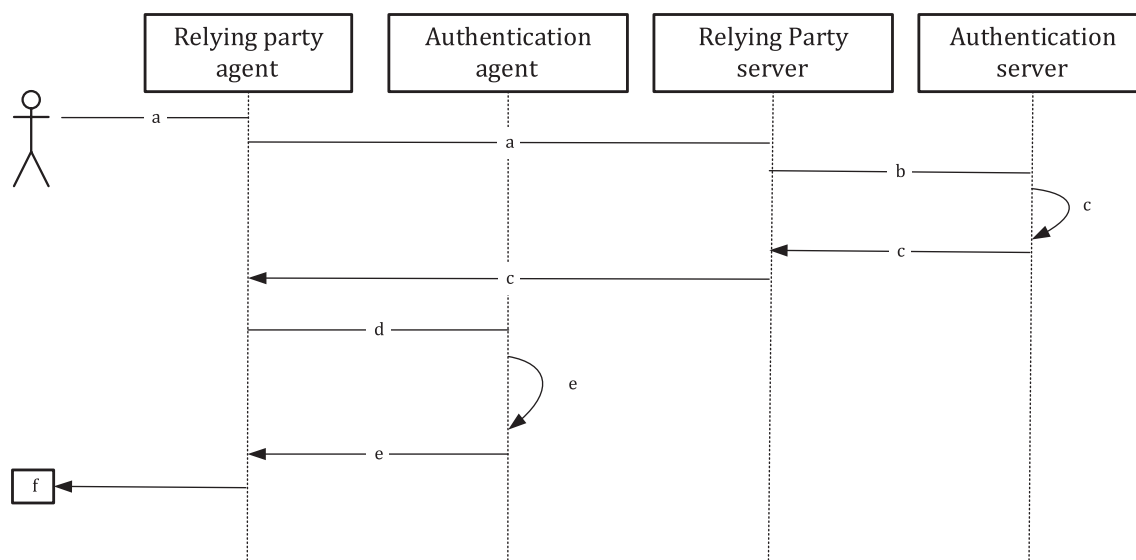 Relying party
agent
Authentication
agent
Relying Party
server
Authentication
server
a
a
b
c
c
c
d
e
e
f